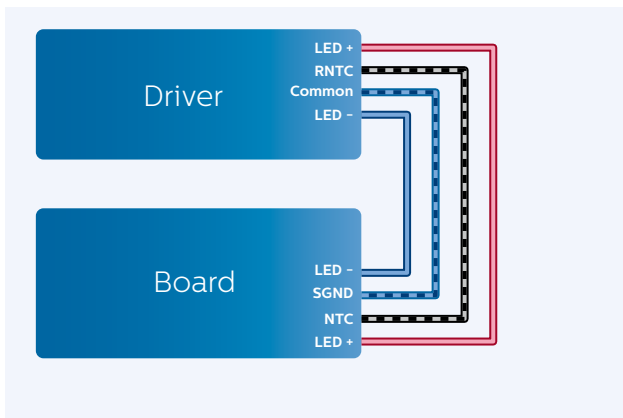 Driver
LED +
RNTC
Common
LED –
Board
LED –
SGND
NTC
LED +